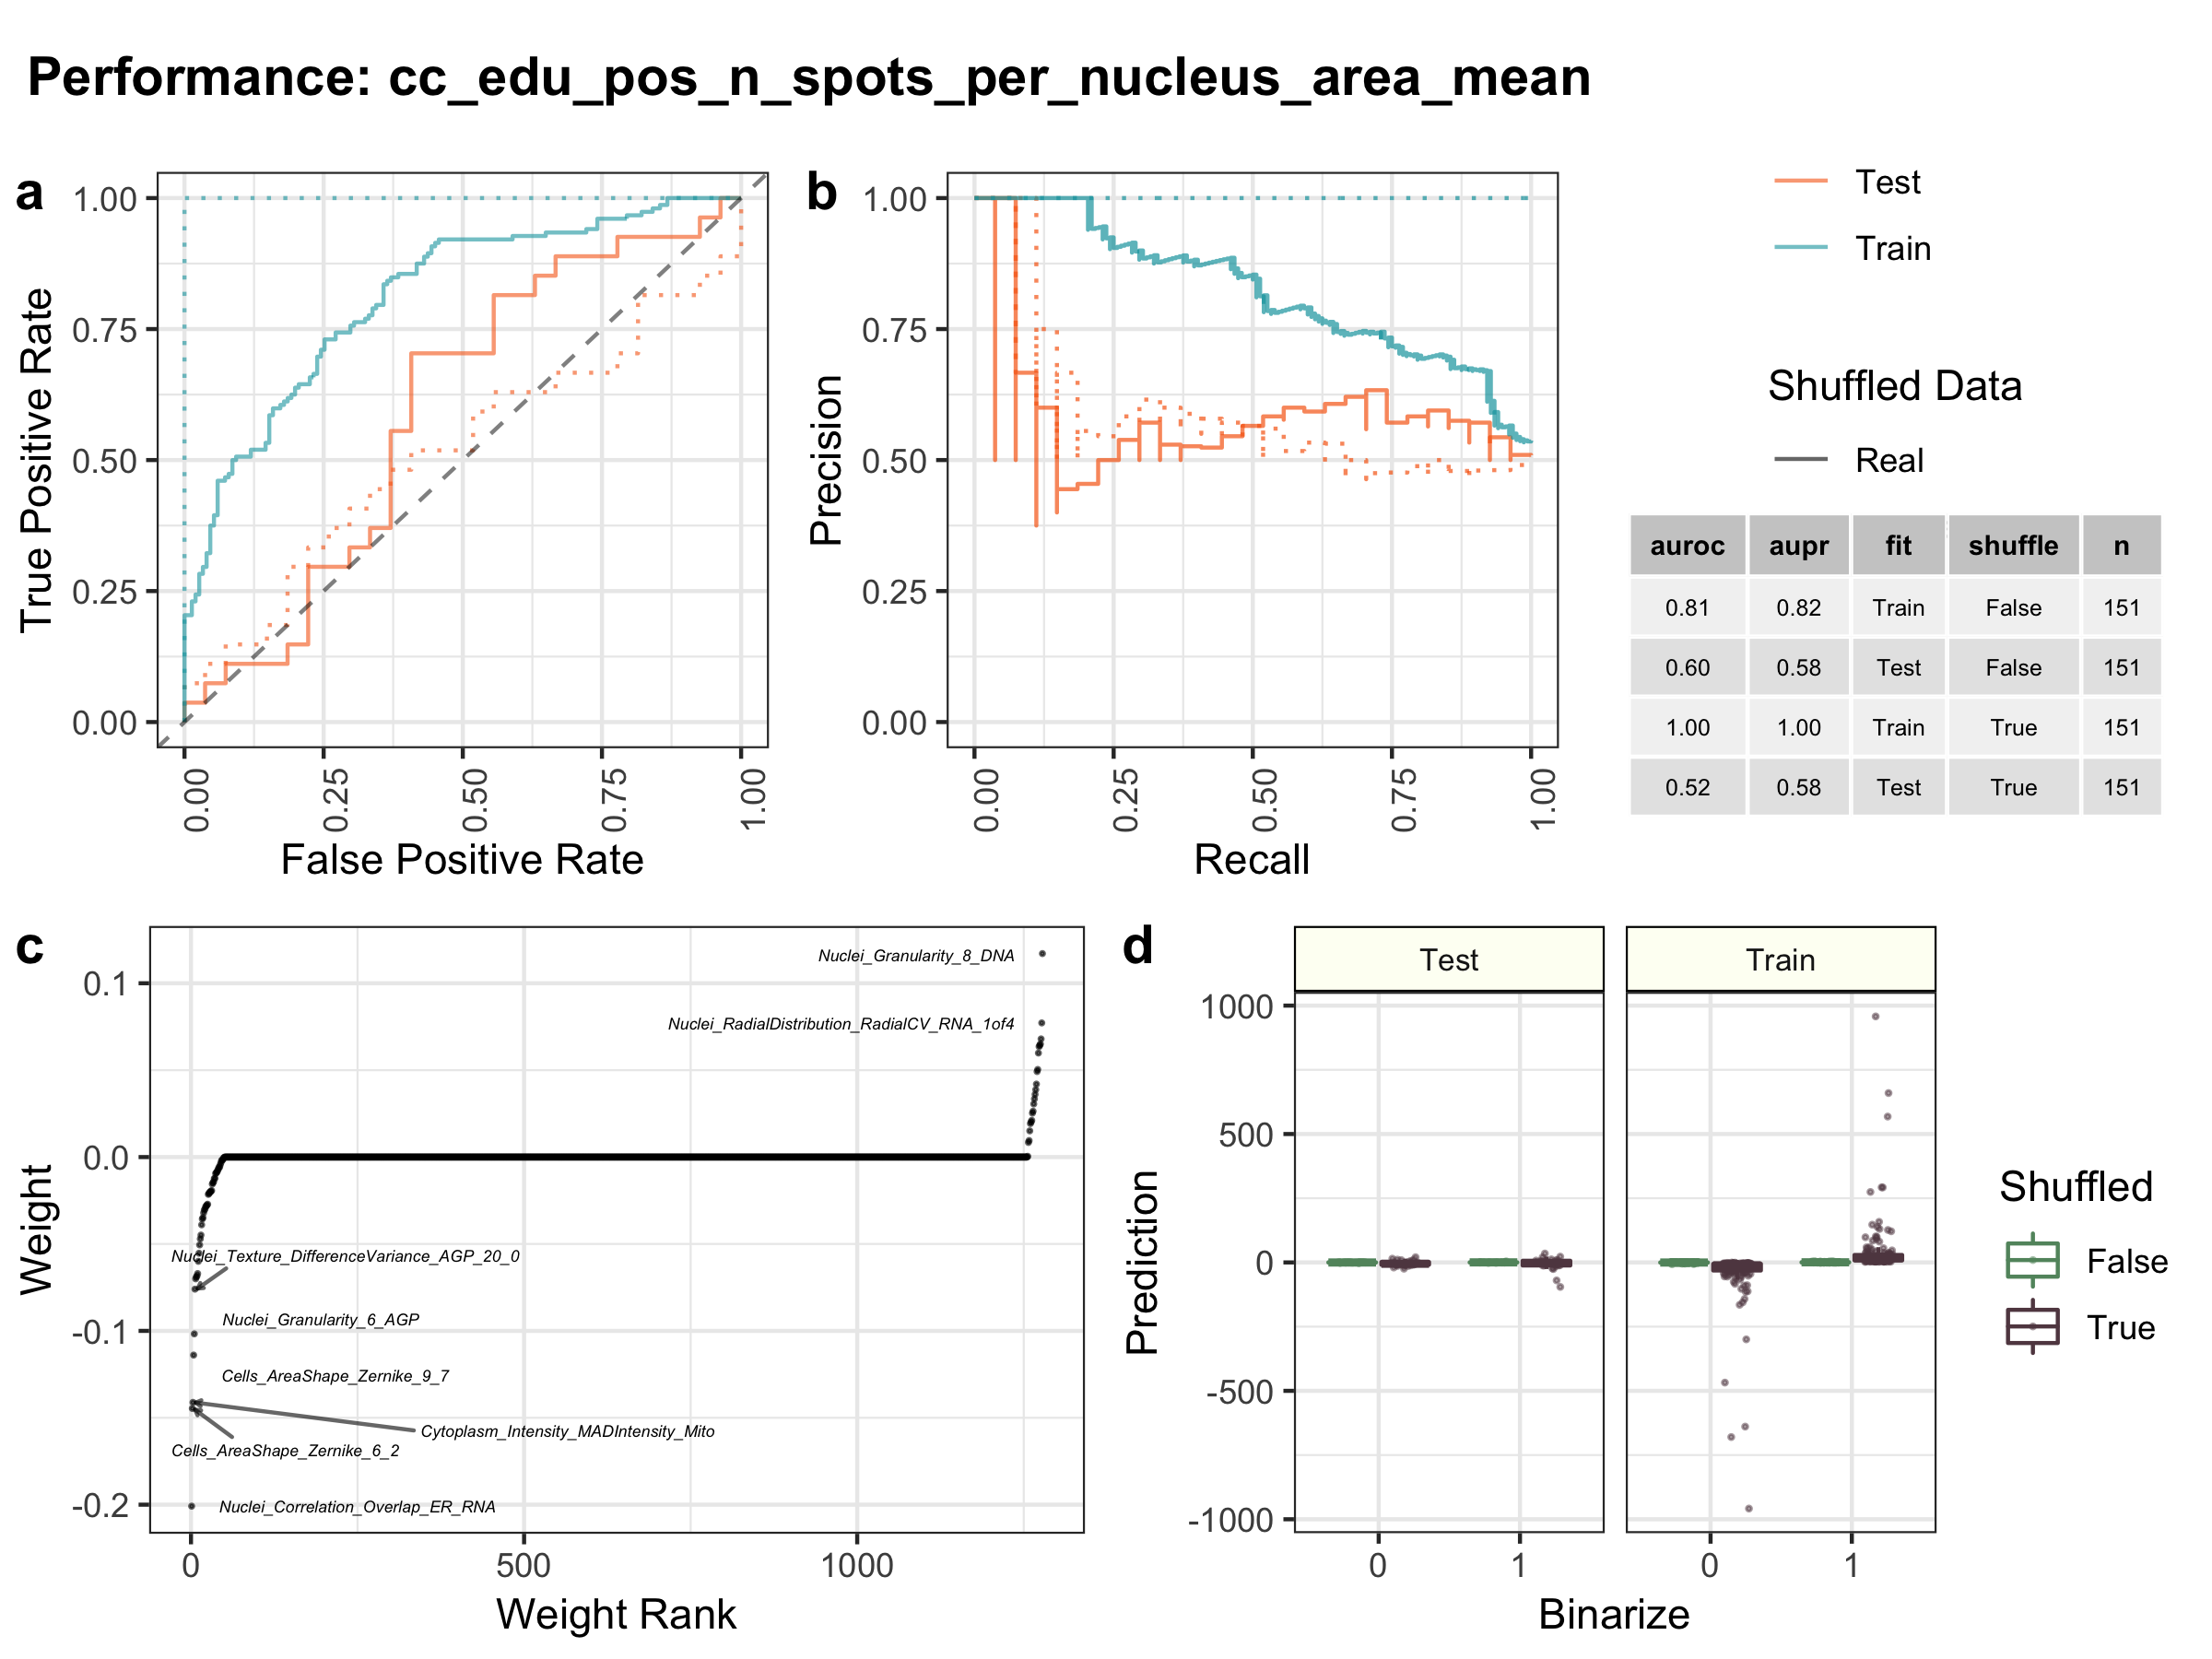 Performance: cc_edu_pos_n_spots_per_nucleus_area_mean
a
1.00
0.75
0.50
0.25
0.00
True Positive Rate
0.00
0.25
0.50
0.75
1.00
False Positive Rate
b
1.00
0.75
0.50
0.25
0.00
Precision
0.00
0.25
0.50
0.75
1.00
Recall
Test
Train
Shuffled Data
Real
auroc aupr fit shuffle n
0.81 0.82 Train False 151
0.60 0.58 Test False 151
1.00 1.00 Train True 151
0.52 0.58 Test True 151
c
0.1
0.0
-0.1
-0.2
Weight
Nuclei_Granularity_8_DNA
Nuclei_RadialDistribution_RadialCV_RNA_1of4
Nuclei_Texture_DifferenceVariance_AGP_20_0
Nuclei_Granularity_6_AGP
Cells_AreaShape_Zernike_9_7
Cytoplasm_Intensity_MADIntensity_Mito
Cells_AreaShape_Zernike_6_2
Nuclei_Correlation_Overlap_ER_RNA
0
500
1000
Weight Rank
d
Test
Train
1000
500
0
-500
-1000
Prediction
0
1
0
1
Binarize
Shuffled
False
True